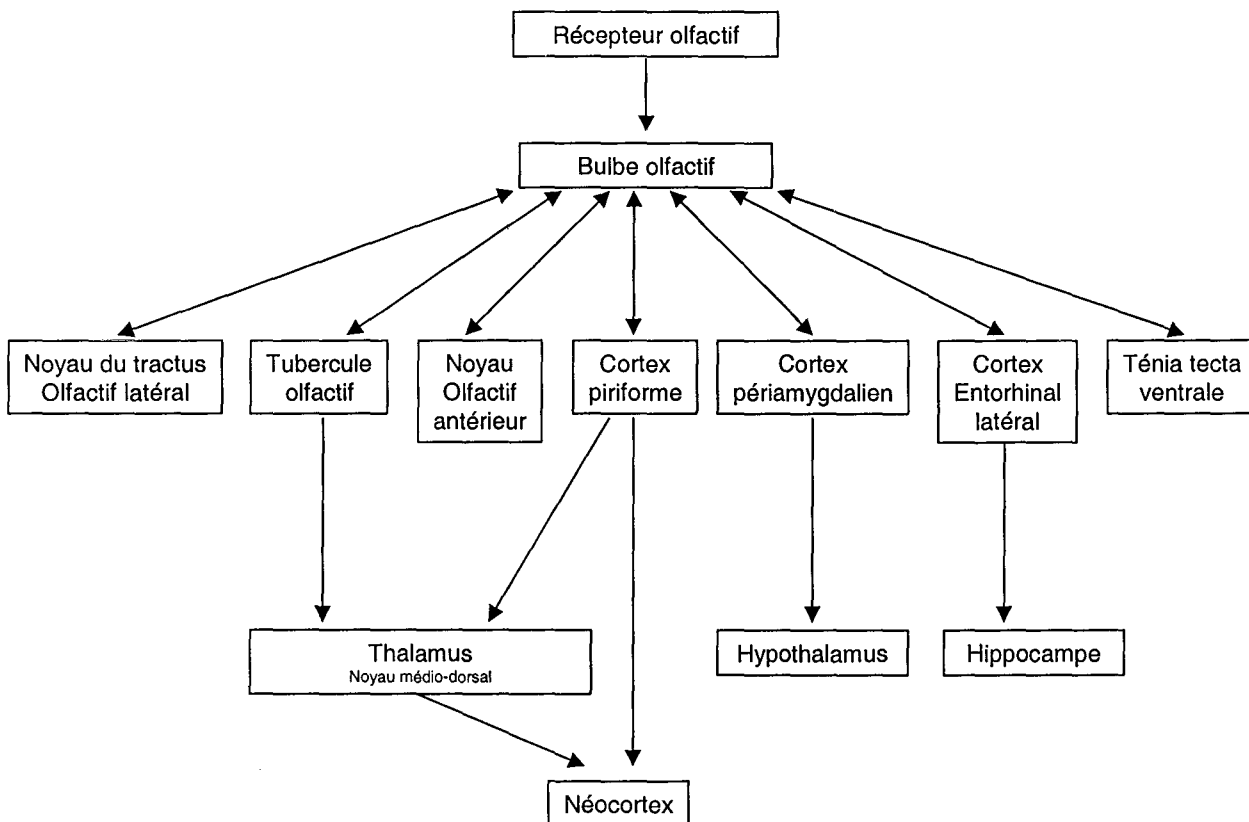 Récepteur olfactif
Bulbe olfactif
Noyau du tractus
Olfactif latéral
Tubercule
olfactif
Noyau
Olfactif
antérieur
Cortex
piriforme
Cortex
périamygdalien
Cortex
Entorhinal
latéral
Ténia tecta
ventrale
Thalamus
Noyau médio-dorsal
Hypothalamus
Hippocampe
Néocortex